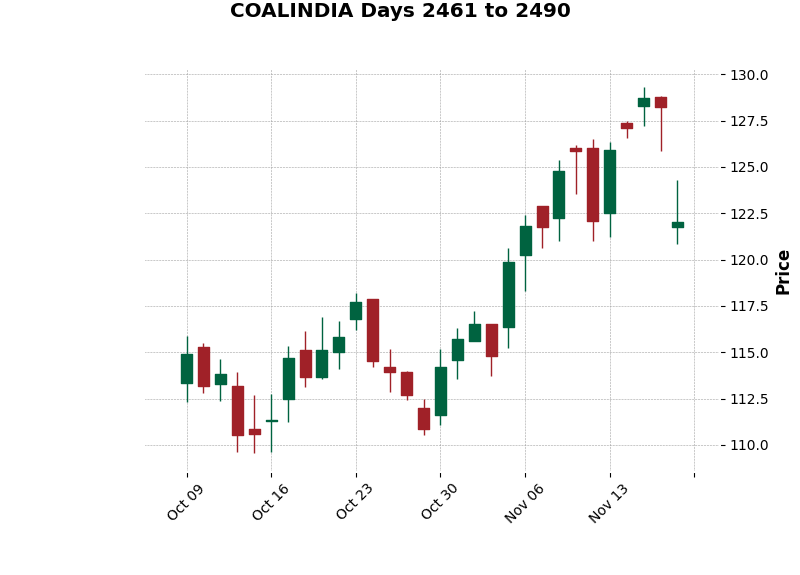 COALINDIA Days 2461 to 2490
130.0
127.5
125.0
122.5
120.0
117.5
115.0
112.5
110.0
Price
Oct 09
Oct 16
Oct 23
Oct 30
Nov 06
Nov 13